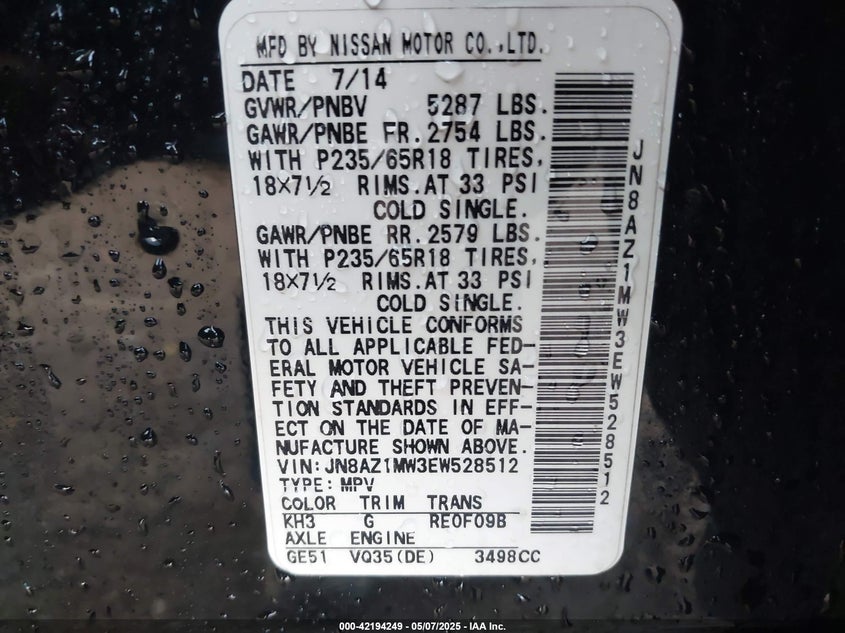 MFD BY NISSAN MOTOR CO.,LTD.
DATE 7/14
GVWR/PNBV 5287 LBS.
GAWR/PNBE FR. 2754 LBS.
WITH P235/65R18 TIRES,
18×7½ RIMS.AT 33 PSI
COLD SINGLE.
GAWR/PNBE RR. 2579 LBS.
WITH P235/65R18 TIRES,
18×7½ RIMS.AT 33 PSI
COLD SINGLE.
THIS VEHICLE CONFORMS
TO ALL APPLICABLE FED-
ERAL MOTOR VEHICLE SA-
FETY AND THEFT PREVEN-
TION STANDARDS IN EFF-
ECT ON THE DATE OF MA-
NUFACTURE SHOWN ABOVE.
VIN:JN8AZ1MW3EW528512
TYPE: MPV
COLOR TRIM TRANS
KH3 G RE0F09B
AXLE ENGINE
GE51 VQ35(DE) 3498CC
JN8AZ1MW3EW528512
000-42194249 - 05/07/2025 - IAA Inc.